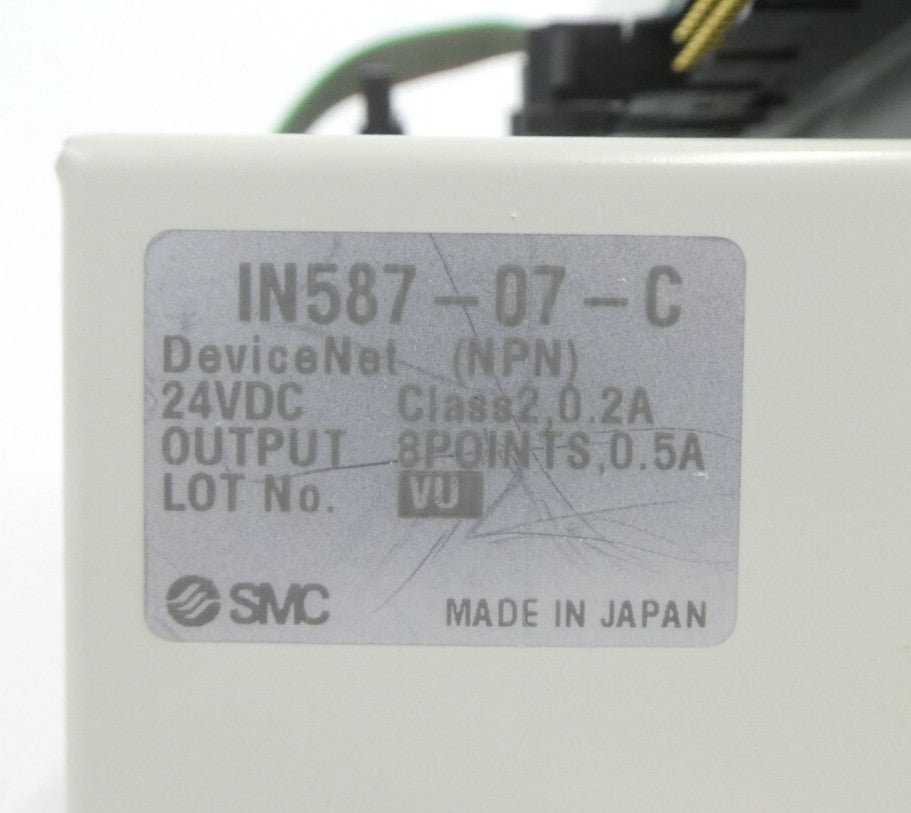 IN587-07-C
DeviceNet (NPN)
24VDC Class2,0.2A
OUTPUT 8POINTS,0.5A
LOT No. VU
SMC MADE IN JAPAN